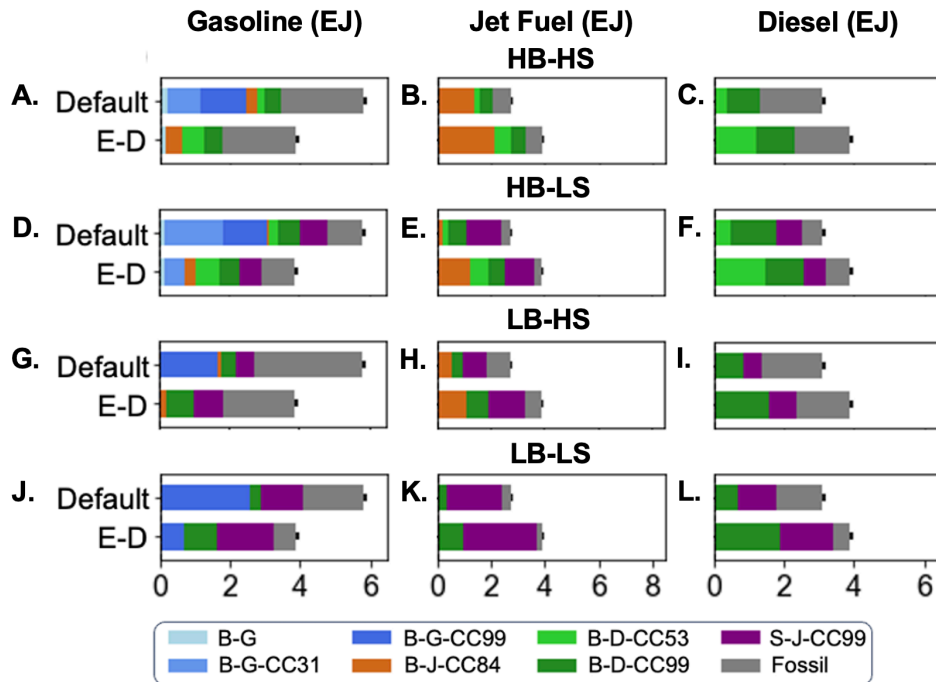 Gasoline (EJ) Jet Fuel (EJ) Diesel (EJ)
HB-HS
A. Default B. C.
E-D
HB-LS
D. Default E. F.
E-D
LB-HS
G. Default H. I.
E-D
LB-LS
J. Default K. L.
E-D
0 2 4 6 0 2 4 6 8 0 2 4 6
B-G B-G-CC99 B-D-CC53 S-J-CC99
B-G-CC31 B-J-CC84 B-D-CC99 Fossil